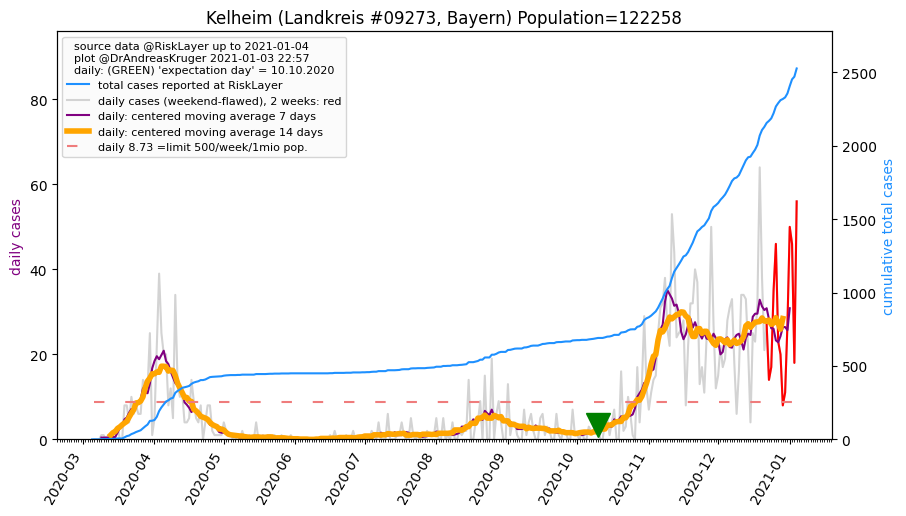 Kelheim (Landkreis #09273, Bayern) Population=122258
source data @RiskLayer up to 2021-01-04
plot @DrAndreasKruger 2021-01-03 22:57
daily: (GREEN) 'expectation day' = 10.10.2020
total cases reported at RiskLayer
daily cases (weekend-flawed), 2 weeks: red
daily: centered moving average 7 days
daily: centered moving average 14 days
daily 8.73 =limit 500/week/1mio pop.
daily cases
80
60
40
20
0
cumulative total cases
2500
2000
1500
1000
500
0
2020-03
2020-04
2020-05
2020-06
2020-07
2020-08
2020-09
2020-10
2020-11
2020-12
2021-01